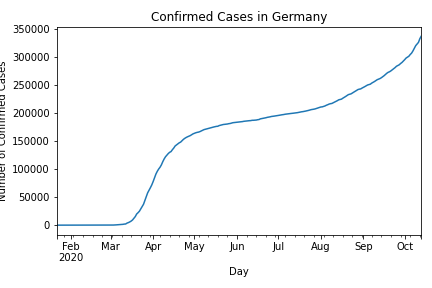 Confirmed Cases in Germany
350000
300000
250000
200000
150000
100000
50000
0
Number of Confirmed Cases
Feb Mar Apr May Jun Jul Aug Sep Oct
2020
Day